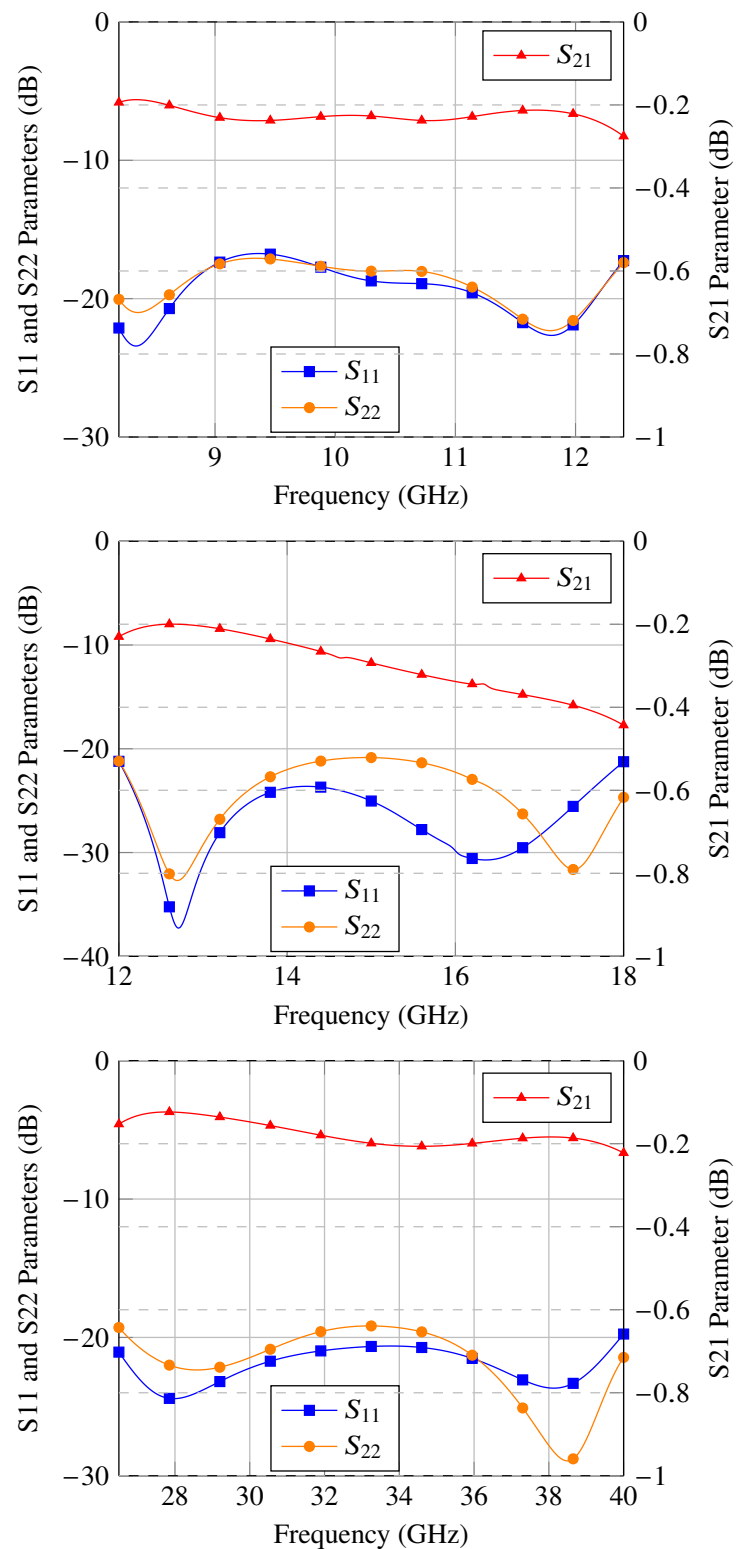 0
−10
−20
−30
S11 and S22 Parameters (dB)
S21
S11
S22
0
−0.2
−0.4
−0.6
−0.8
−1
S21 Parameter (dB)
9 10 11 12
Frequency (GHz)
0
−10
−20
−30
−40
S11 and S22 Parameters (dB)
S21
S11
S22
0
−0.2
−0.4
−0.6
−0.8
−1
S21 Parameter (dB)
12 14 16 18
Frequency (GHz)
0
−10
−20
−30
S11 and S22 Parameters (dB)
S21
S11
S22
0
−0.2
−0.4
−0.6
−0.8
−1
S21 Parameter (dB)
28 30 32 34 36 38 40
Frequency (GHz)